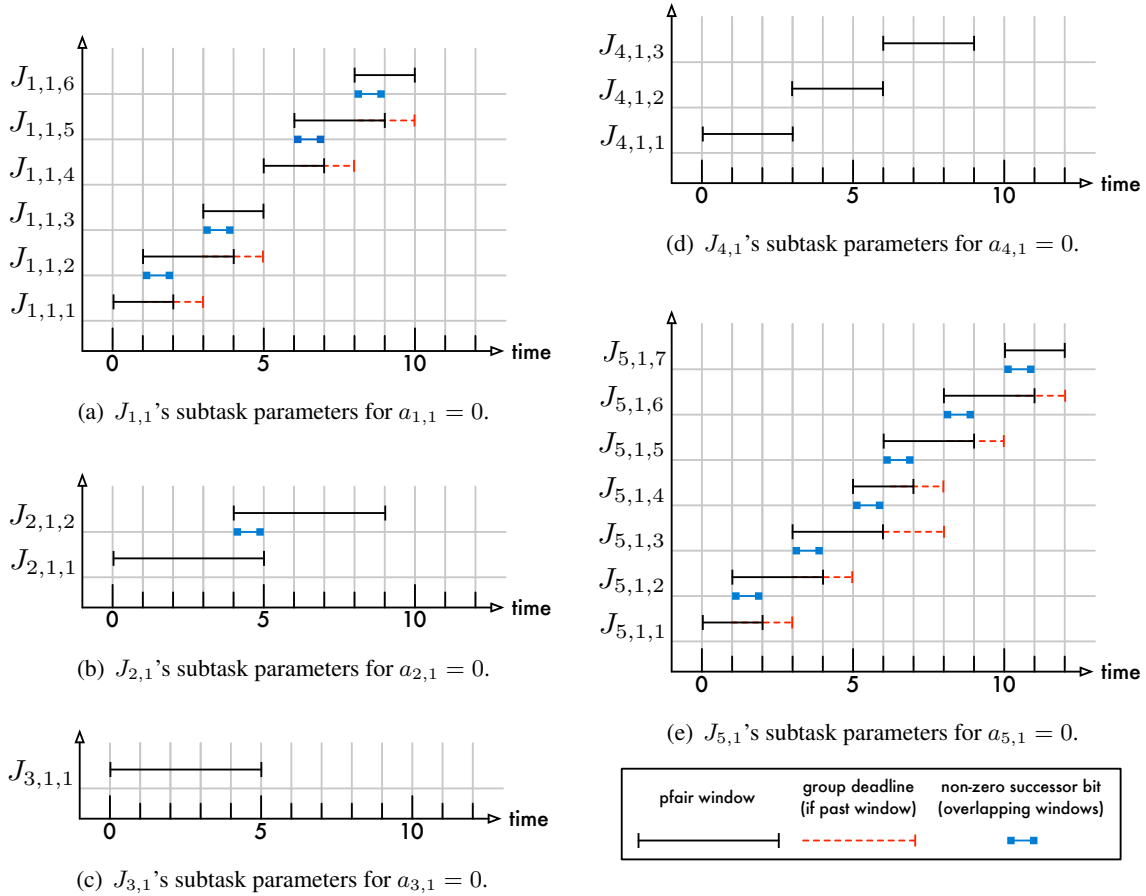 J1,1,6
J1,1,5
J1,1,4
J1,1,3
J1,1,2
J1,1,1
0 5 10 time
(a) J1,1's subtask parameters for a1,1 = 0.
J2,1,2
J2,1,1
0 5 10 time
(b) J2,1's subtask parameters for a2,1 = 0.
J3,1,1
0 5 10 time
(c) J3,1's subtask parameters for a3,1 = 0.
J4,1,3
J4,1,2
J4,1,1
0 5 10 time
(d) J4,1's subtask parameters for a4,1 = 0.
J5,1,7
J5,1,6
J5,1,5
J5,1,4
J5,1,3
J5,1,2
J5,1,1
0 5 10 time
(e) J5,1's subtask parameters for a5,1 = 0.
pfair window
group deadline
(if past window)
non-zero successor bit
(overlapping windows)